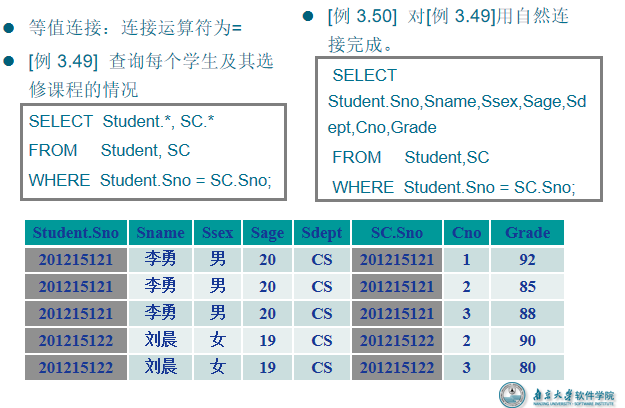 等值连接：连接运算符为=
[例 3.49]  查询每个学生及其选
修课程的情况
SELECT  Student.*, SC.*
FROM     Student, SC
WHERE  Student.Sno = SC.Sno;
[例 3.50]  对[例 3.49]用自然连
接完成。
SELECT
Student.Sno,Sname,Ssex,Sage,Sd
ept,Cno,Grade
FROM     Student,SC
WHERE  Student.Sno = SC.Sno;
Student.Sno Sname Ssex Sage Sdept SC.Sno Cno Grade
201215121 李勇 男 20 CS 201215121 1 92
201215121 李勇 男 20 CS 201215121 2 85
201215121 李勇 男 20 CS 201215121 3 88
201215122 刘晨 女 19 CS 201215122 2 90
201215122 刘晨 女 19 CS 201215122 3 80
南京大学软件学院
NANJING UNIVERSITY SOFTWARE INSTITUTE